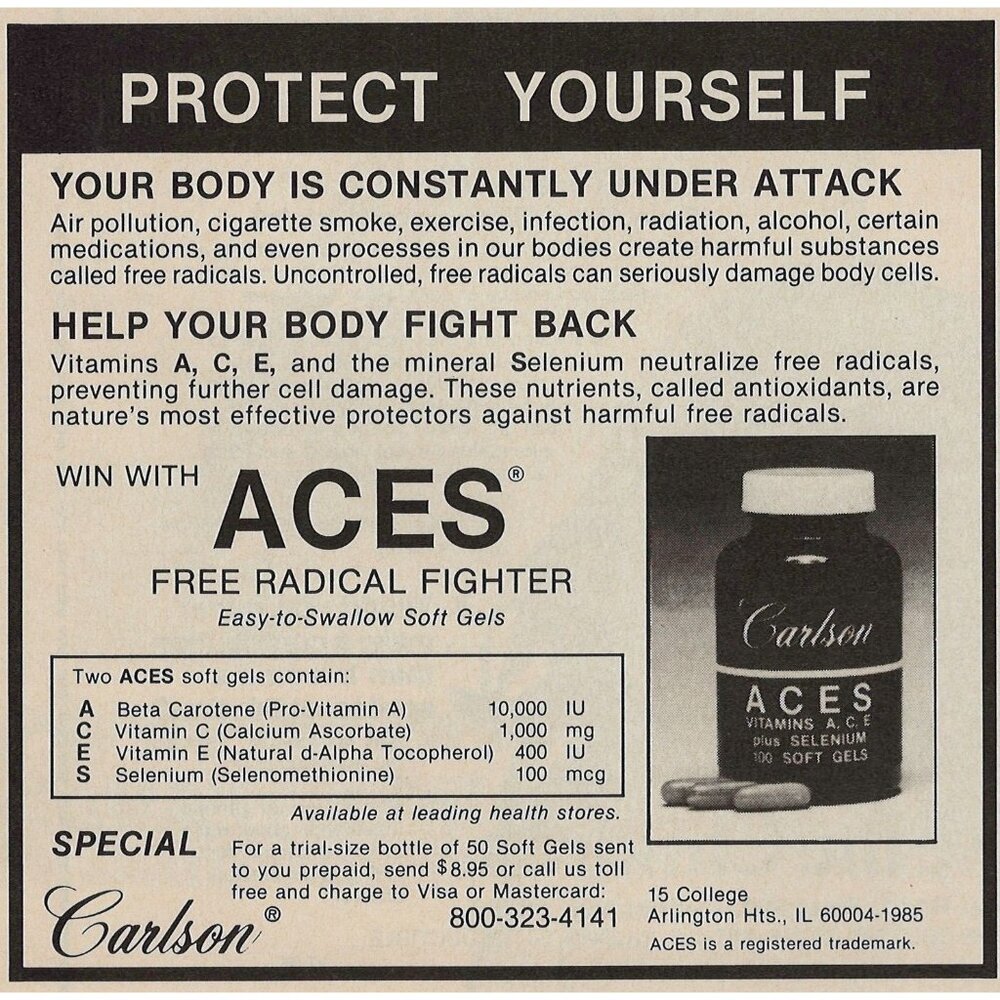 PROTECT YOURSELF
YOUR BODY IS CONSTANTLY UNDER ATTACK
Air pollution, cigarette smoke, exercise, infection, radiation, alcohol, certain
medications, and even processes in our bodies create harmful substances
called free radicals. Uncontrolled, free radicals can seriously damage body cells.
HELP YOUR BODY FIGHT BACK
Vitamins A, C, E, and the mineral Selenium neutralize free radicals,
preventing further cell damage. These nutrients, called antioxidants, are
nature's most effective protectors against harmful free radicals.
WIN WITH ACES®
FREE RADICAL FIGHTER
Easy-to-Swallow Soft Gels
Two ACES soft gels contain:
A Beta Carotene (Pro-Vitamin A) 10,000 IU
C Vitamin C (Calcium Ascorbate) 1,000 mg
E Vitamin E (Natural d-Alpha Tocopherol) 400 IU
S Selenium (Selenomethionine) 100 mcg
Available at leading health stores.
Carlson
ACES
VITAMINS A, C, E
plus SELENIUM
100 SOFT GELS
SPECIAL
For a trial-size bottle of 50 Soft Gels sent
to you prepaid, send $8.95 or call us toll
free and charge to Visa or Mastercard:
800-323-4141
Carlson®
15 College
Arlington Hts., IL 60004-1985
ACES is a registered trademark.